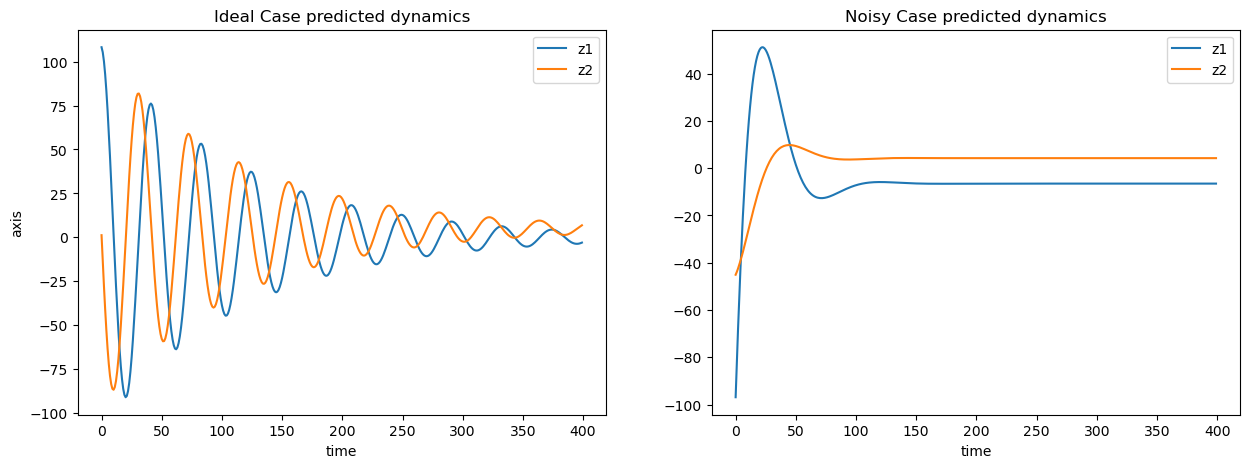 Ideal Case predicted dynamics
z1
z2
100
75
50
25
0
−25
−50
−75
−100
axis
0 50 100 150 200 250 300 350 400
time
Noisy Case predicted dynamics
z1
z2
40
20
0
−20
−40
−60
−80
−100
0 50 100 150 200 250 300 350 400
time